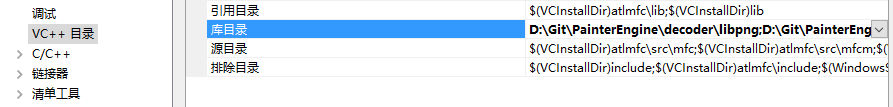 调试
VC++ 目录
C/C++
链接器
清单工具
引用目录 $(VCInstallDir)atlmfc\lib;$(VCInstallDir)lib
库目录 D:\Git\PainterEngine\decoder\libpng;D:\Git\PainterEng
源目录 $(VCInstallDir)atlmfc\src\mfc;$(VCInstallDir)atlmfc\src\mfcm;$(
排除目录 $(VCInstallDir)include;$(VCInstallDir)atlmfc\include;$(WindowsS